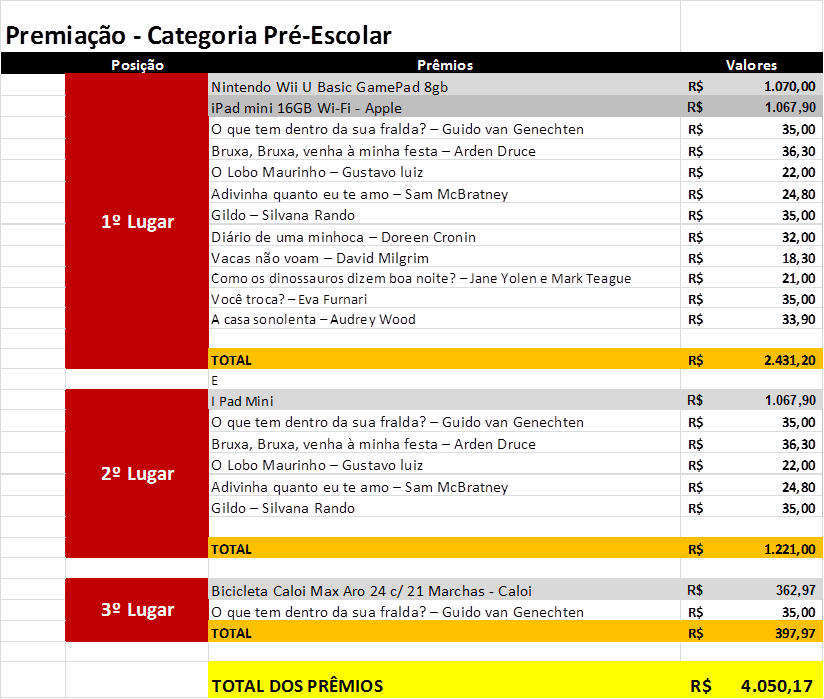 Premiação - Categoria Pré-Escolar
Posição Prêmios Valores
Nintendo Wii U Basic GamePad 8gb R$ 1.070,00
iPad mini 16GB Wi-Fi - Apple R$ 1.067,90
O que tem dentro da sua fralda? – Guido van Genechten R$ 35,00
Bruxa, Bruxa, venha à minha festa – Arden Druce R$ 36,30
O Lobo Maurinho – Gustavo luiz R$ 22,00
Adivinha quanto eu te amo – Sam McBratney R$ 24,80
1º Lugar
Gildo – Silvana Rando R$ 35,00
Diário de uma minhoca – Doreen Cronin R$ 32,00
Vacas não voam – David Milgrim R$ 18,30
Como os dinossauros dizem boa noite? – Jane Yolen e Mark Teague R$ 21,00
Você troca? – Eva Furnari R$ 35,00
A casa sonolenta – Audrey Wood R$ 33,90
TOTAL R$ 2.431,20
E
I Pad Mini R$ 1.067,90
O que tem dentro da sua fralda? – Guido van Genechten R$ 35,00
Bruxa, Bruxa, venha à minha festa – Arden Druce R$ 36,30
2º Lugar
O Lobo Maurinho – Gustavo luiz R$ 22,00
Adivinha quanto eu te amo – Sam McBratney R$ 24,80
Gildo – Silvana Rando R$ 35,00
TOTAL R$ 1.221,00
Bicicleta Caloi Max Aro 24 c/ 21 Marchas - Caloi R$ 362,97
3º Lugar
O que tem dentro da sua fralda? – Guido van Genechten R$ 35,00
TOTAL R$ 397,97
TOTAL DOS PRÊMIOS R$ 4.050,17